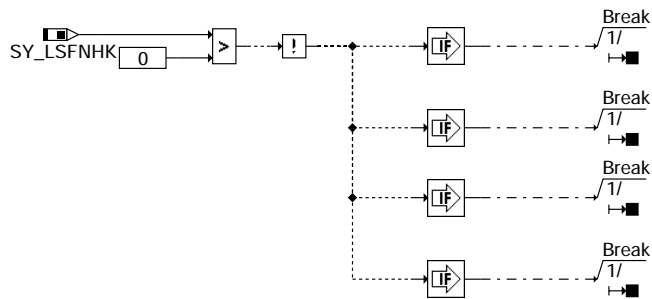 Break
1/
SY_LSFNHK
0
>
!
IF
Break
1/
IF
Break
1/
IF
Break
1/
IF